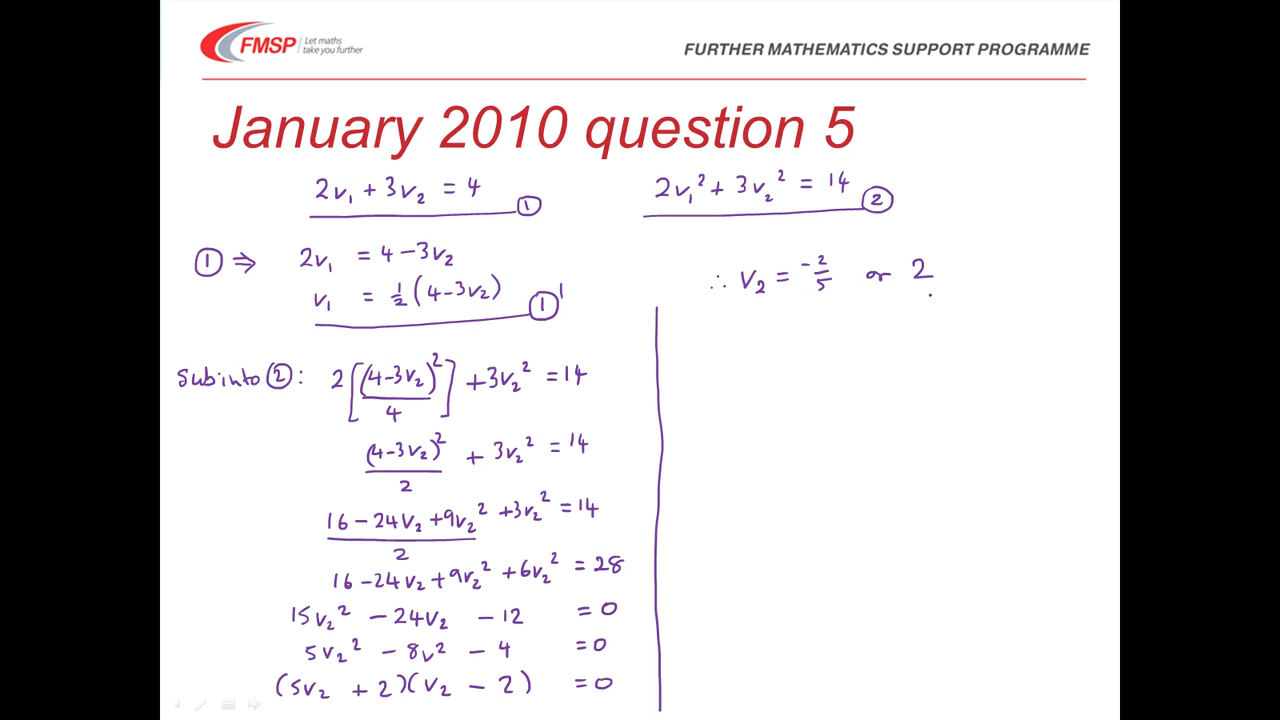 FMSP | Let maths take you further
FURTHER MATHEMATICS SUPPORT PROGRAMME
January 2010 question 5
2v₁ + 3v₂ = 4 ①
2v₁² + 3v₂² = 14 ②
① ⇒ 2v₁ = 4 – 3v₂
v₁ = ½(4–3v₂) ①'
Sub into ②: 2[(4–3v₂)²/4] + 3v₂² = 14
(4–3v₂)²/2 + 3v₂² = 14
(16 – 24v₂ + 9v₂²)/2 + 3v₂² = 14
16 – 24v₂ + 9v₂² + 6v₂² = 28
15v₂² – 24v₂ – 12 = 0
5v₂² – 8v² – 4 = 0
(5v₂ + 2)(v₂ – 2) = 0
∴ v₂ = –2/5 or 2